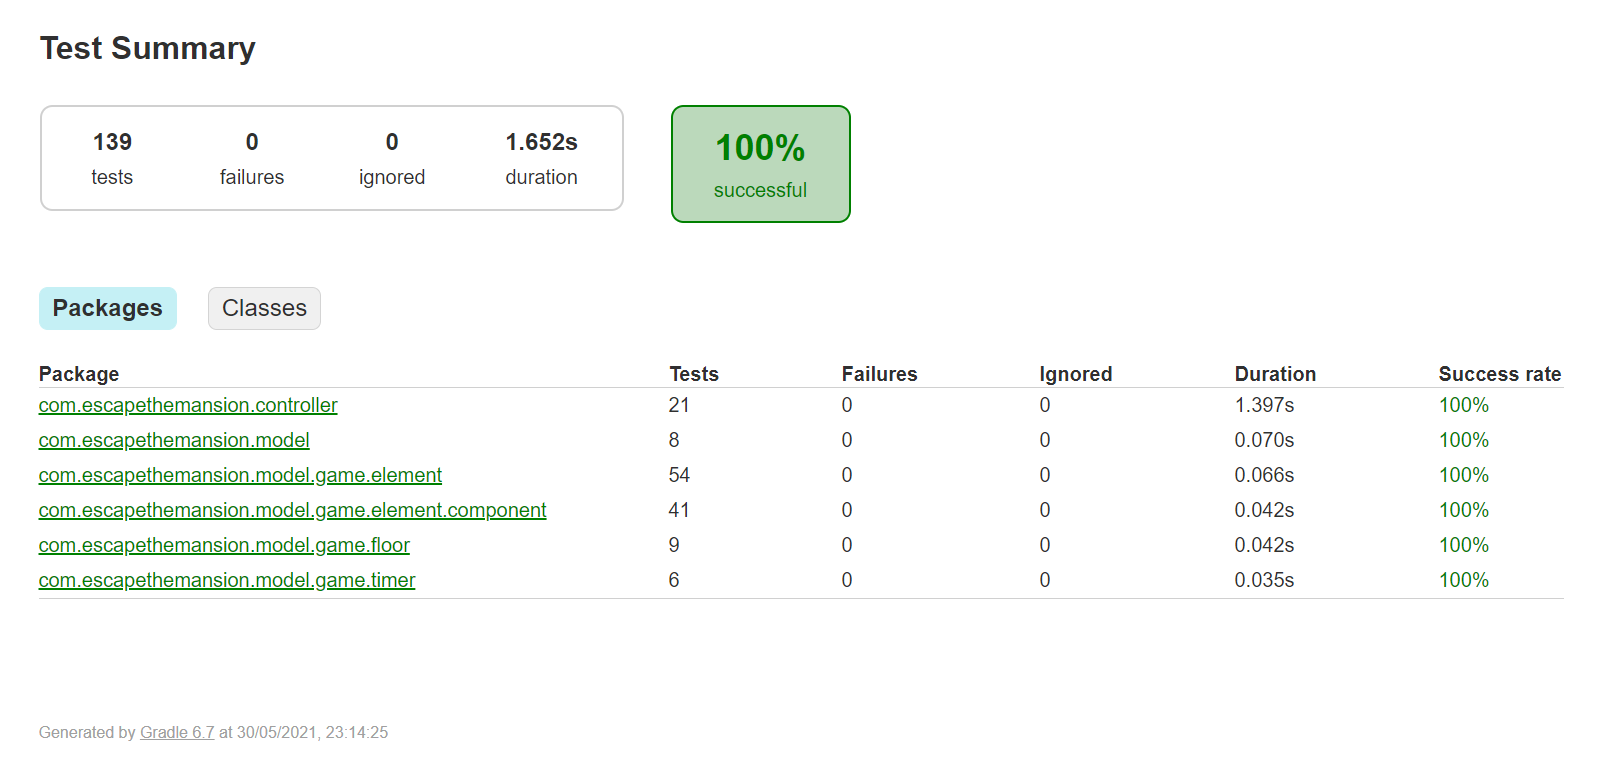 Test Summary
139 0 0 1.652s
tests failures ignored duration
100%
successful
Packages Classes
Package Tests Failures Ignored Duration Success rate
com.escapethemansion.controller 21 0 0 1.397s 100%
com.escapethemansion.model 8 0 0 0.070s 100%
com.escapethemansion.model.game.element 54 0 0 0.066s 100%
com.escapethemansion.model.game.element.component 41 0 0 0.042s 100%
com.escapethemansion.model.game.floor 9 0 0 0.042s 100%
com.escapethemansion.model.game.timer 6 0 0 0.035s 100%
Generated by Gradle 6.7 at 30/05/2021, 23:14:25